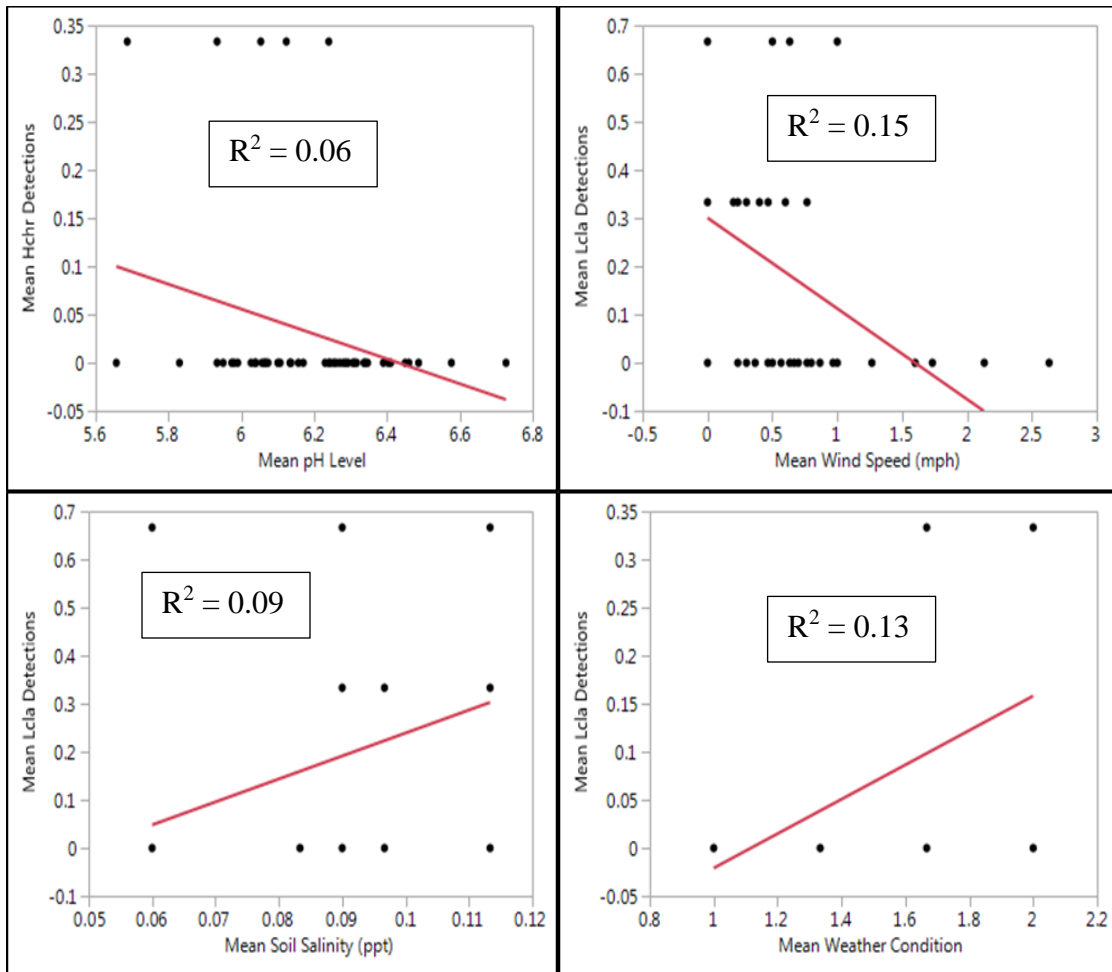 0.35
0.3
0.25
0.2
0.15
0.1
0.05
0
-0.05
Mean Hchr Detections
R² = 0.06
5.6 5.8 6 6.2 6.4 6.6 6.8
Mean pH Level
0.7
0.6
0.5
0.4
0.3
0.2
0.1
0
-0.1
Mean Lcla Detections
R² = 0.15
-0.5 0 0.5 1 1.5 2 2.5 3
Mean Wind Speed (mph)
0.7
0.6
0.5
0.4
0.3
0.2
0.1
0
-0.1
Mean Lcla Detections
R² = 0.09
0.05 0.06 0.07 0.08 0.09 0.1 0.11 0.12
Mean Soil Salinity (ppt)
0.35
0.3
0.25
0.2
0.15
0.1
0.05
0
-0.05
Mean Lcla Detections
R² = 0.13
0.8 1 1.2 1.4 1.6 1.8 2 2.2
Mean Weather Condition